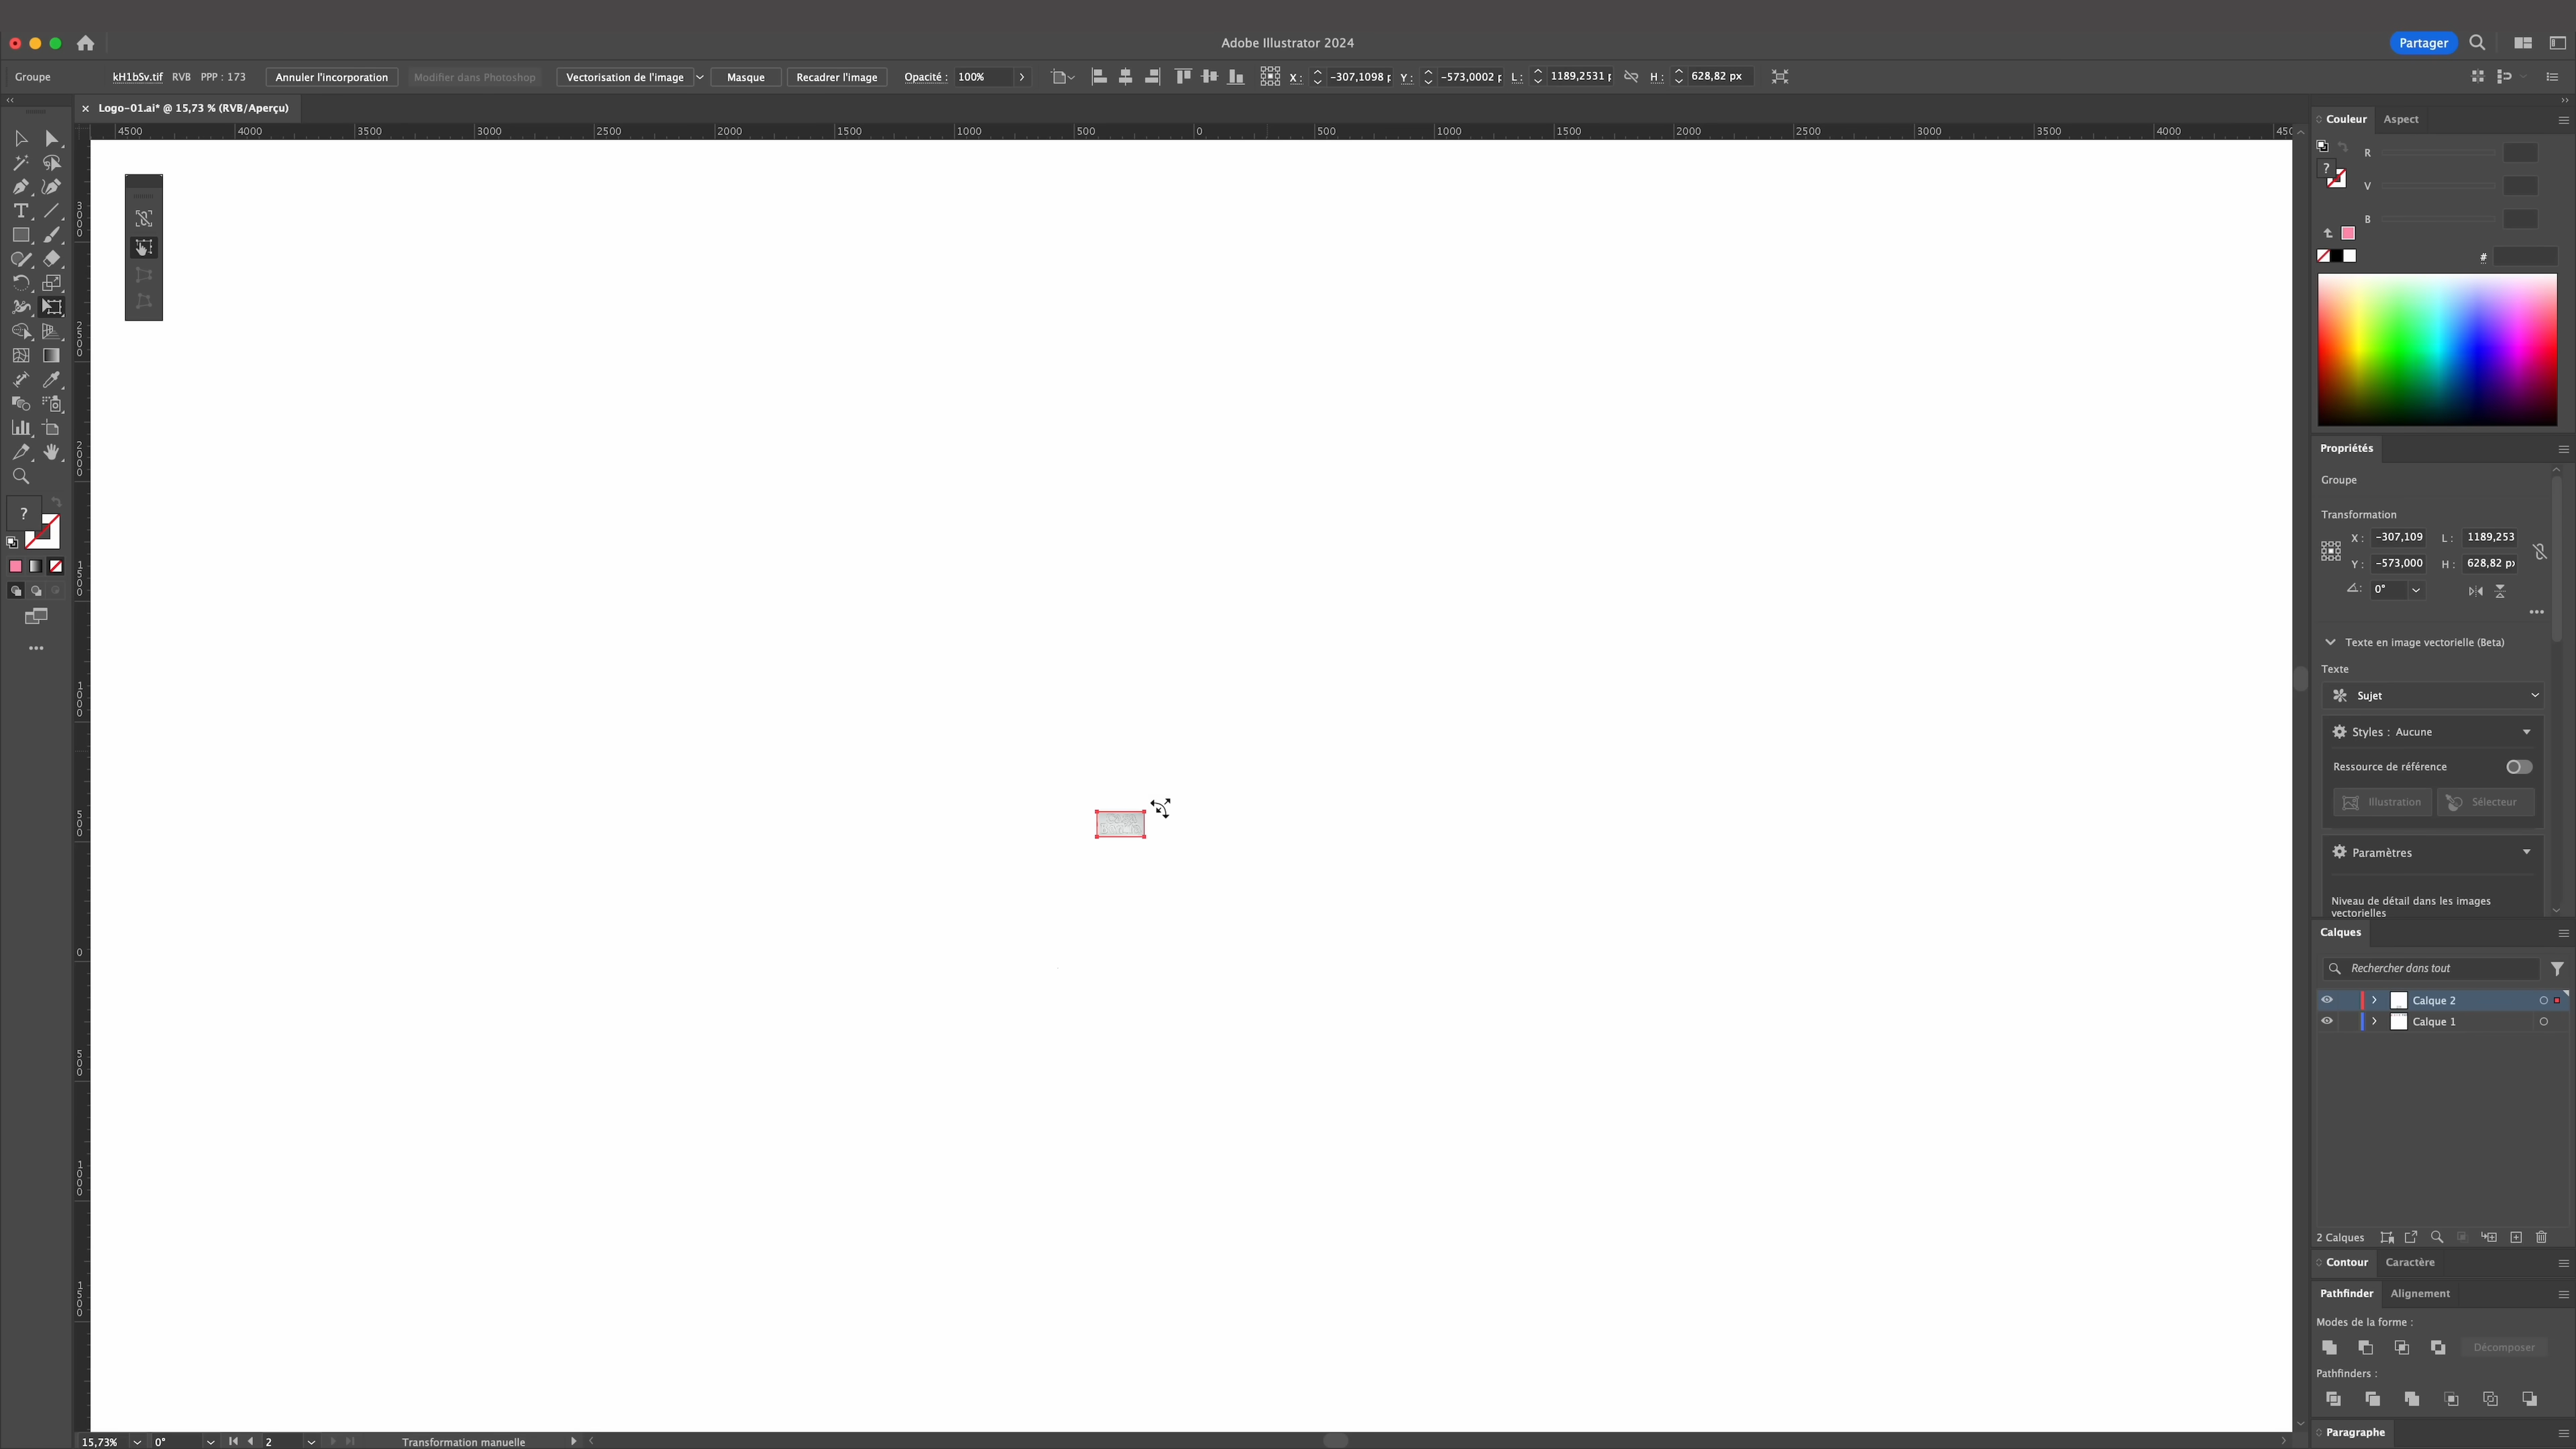 Adobe Illustrator 2024
Partager
Groupe kH1bSv.tif RVB PPP : 173 Annuler l'incorporation Modifier dans Photoshop Vectorisation de l'image Masque Recadrer l'image Opacité : 100% X : -307,1098 Y : -573,0002 L : 1189,2531 H : 628,82 px
Logo-01.ai* @ 15,73 % (RVB/Aperçu)
4500 4000 3500 3000 2500 2000 1500 1000 500 0 500 1000 1500 2000 2500 3000 3500 4000
3000
2500
2000
1500
1000
500
0
500
1000
1500
?
Couleur Aspect
?
R
V
B
#
Propriétés
Groupe
Transformation
X : -307,109 L : 1189,253
Y : -573,000 H : 628,82 px
0°
Texte en image vectorielle (Beta)
Texte
Sujet
Styles : Aucune
Ressource de référence
Illustration Sélecteur
Paramètres
Niveau de détail dans les images
vectorielles
Calques
Rechercher dans tout
Calque 2
Calque 1
2 Calques
Contour Caractère
Pathfinder Alignement
Modes de la forme :
Décomposer
Pathfinders :
Paragraphe
15,73% 0° 2 Transformation manuelle